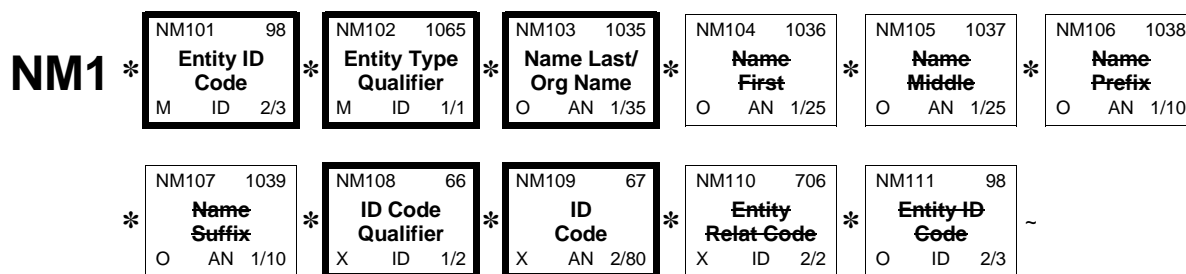 NM101 98 NM102 1065 NM103 1035 NM104 1036 NM105 1037 NM106 1038
NM1 * Entity ID * Entity Type * Name Last/ * Name * Name * Name
Code Qualifier Org Name First Middle Prefix
M ID 2/3 M ID 1/1 O AN 1/35 O AN 1/25 O AN 1/25 O AN 1/10
NM107 1039 NM108 66 NM109 67 NM110 706 NM111 98
* Name * ID Code * ID * Entity * Entity ID ~
Suffix Qualifier Code Relat Code Code
O AN 1/10 X ID 1/2 X AN 2/80 X ID 2/2 O ID 2/3